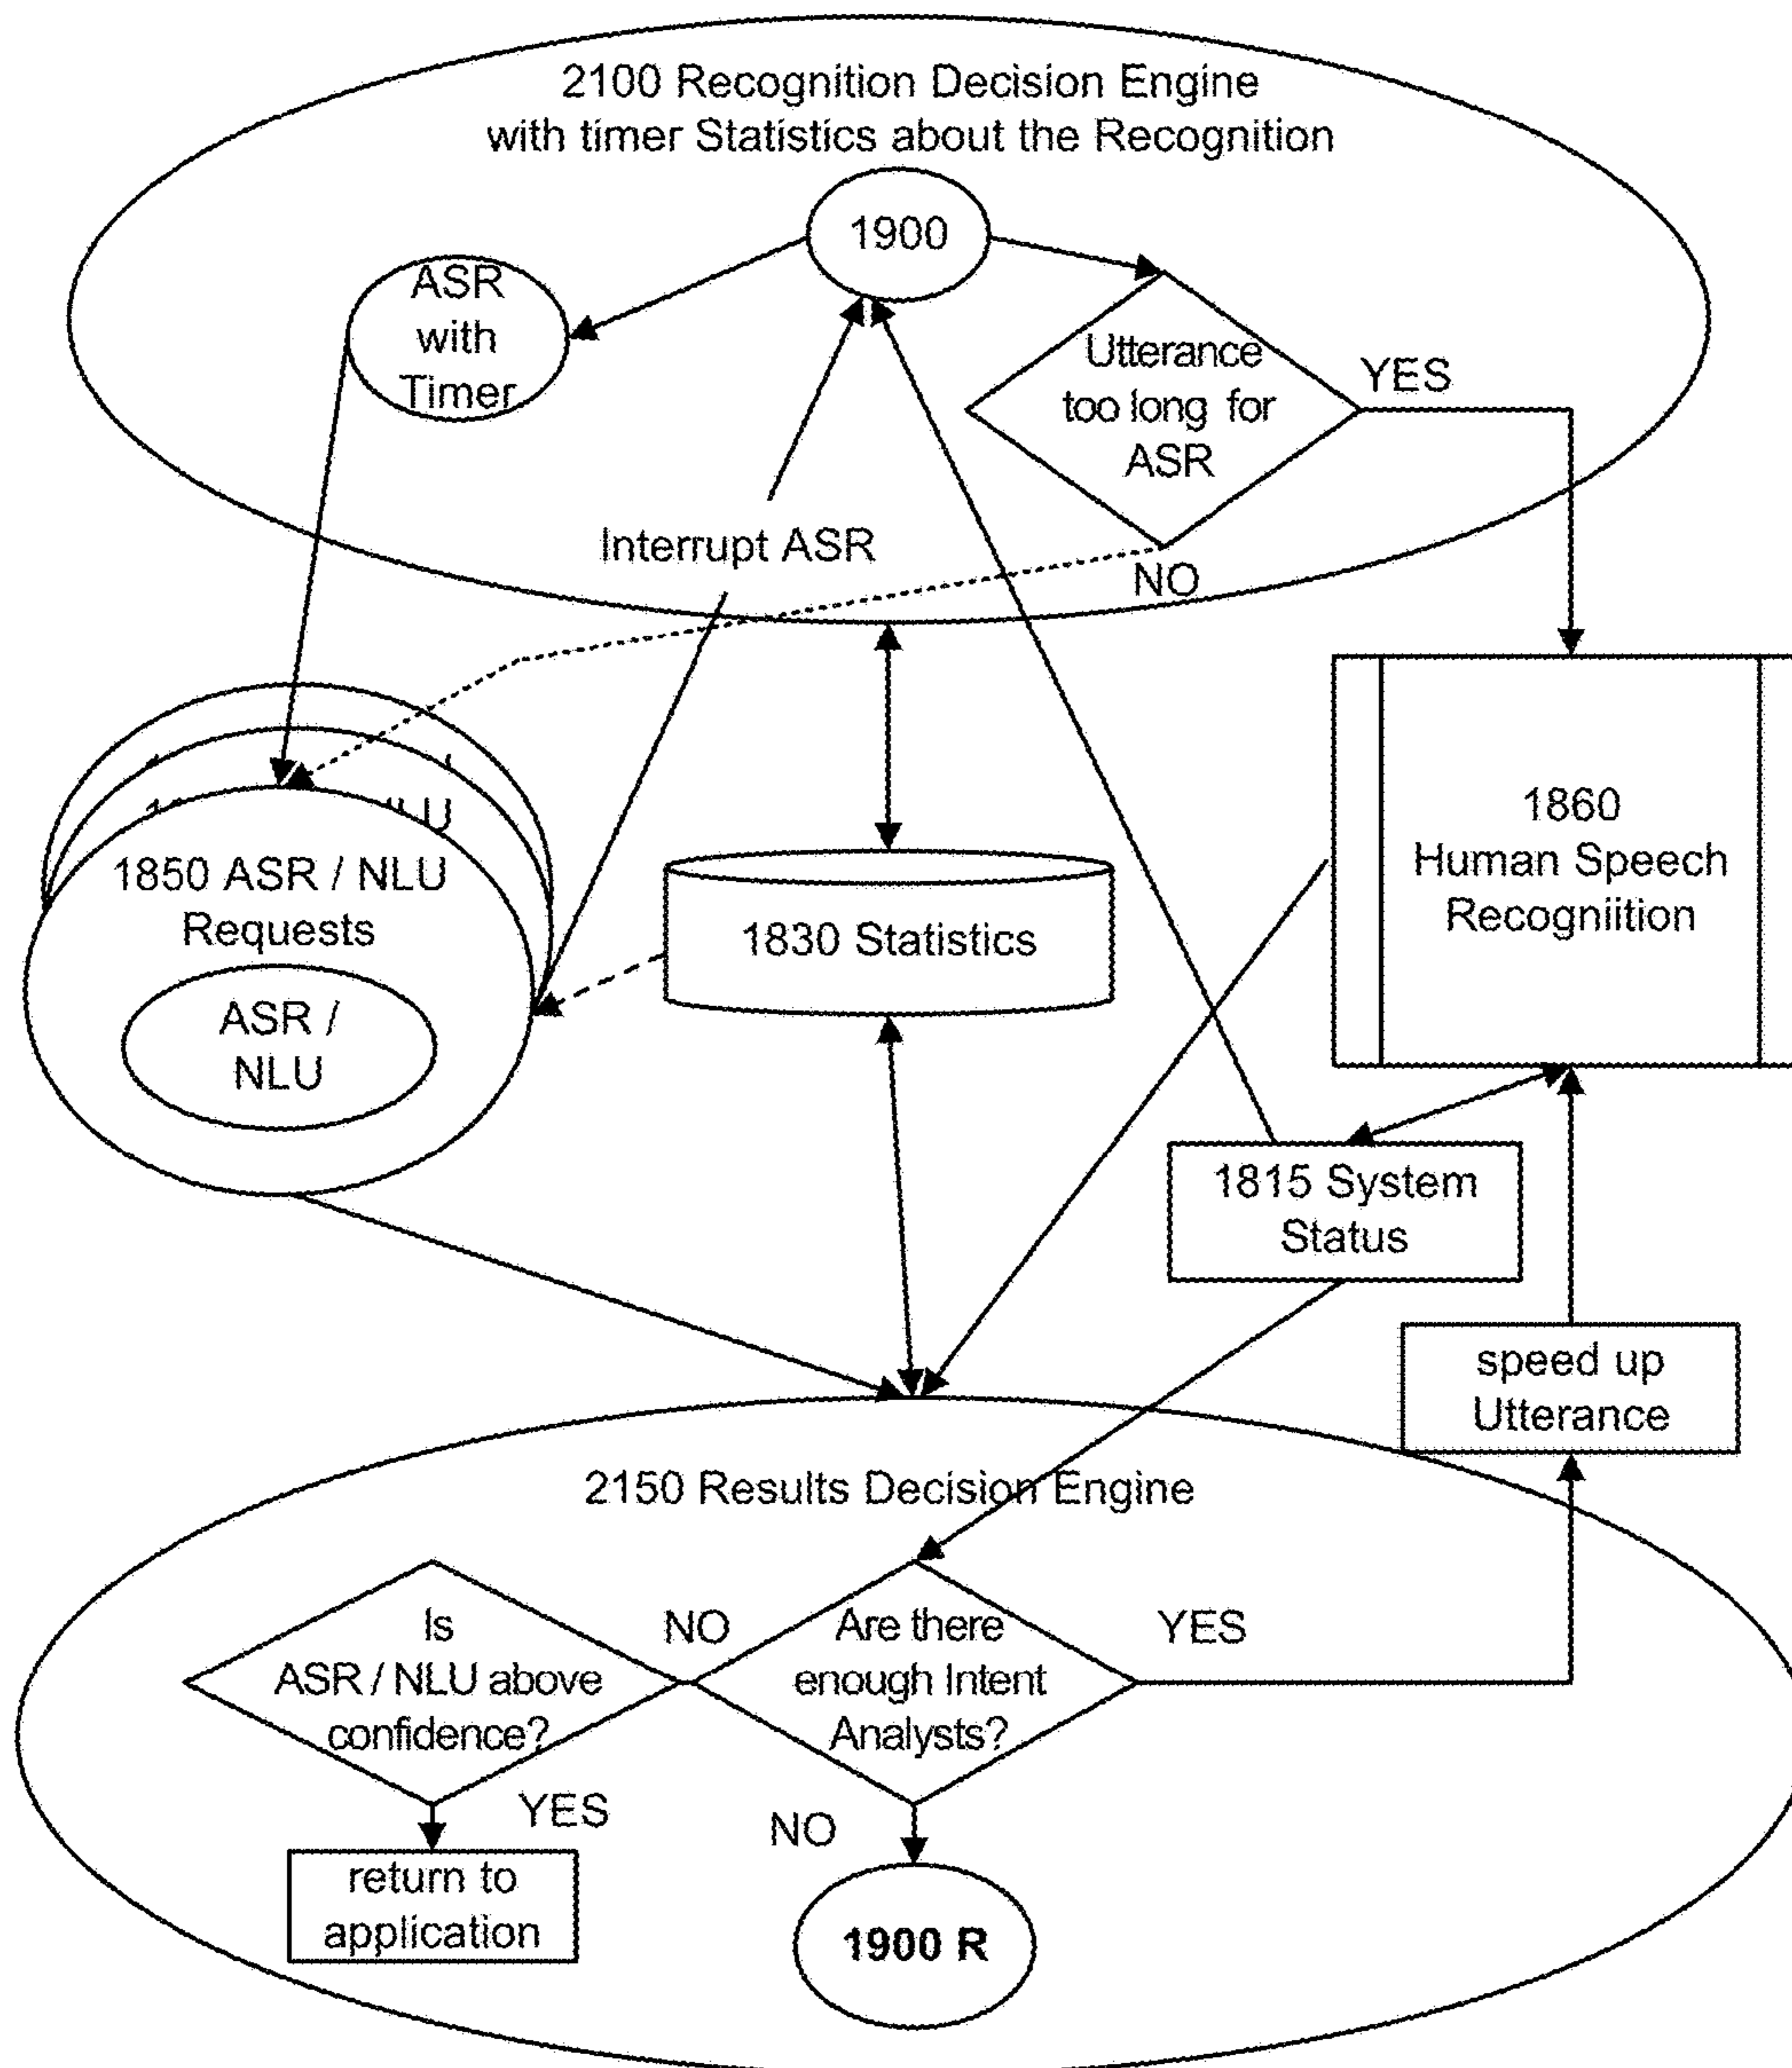 2100 Recognition Decision Engine
with timer Statistics about the Recognition
1900
ASR
with
Timer
Utterance
too long for
ASR
YES
Interrupt ASR
NO
1850 ASR / NLU
Requests
ASR /
NLU
1830 Statistics
1860
Human Speech
Recogniition
1815 System
Status
speed up
Utterance
2150 Results Decision Engine
Is
ASR / NLU above
confidence?
NO
Are there
enough Intent
Analysts?
YES
YES
NO
return to
application
1900 R